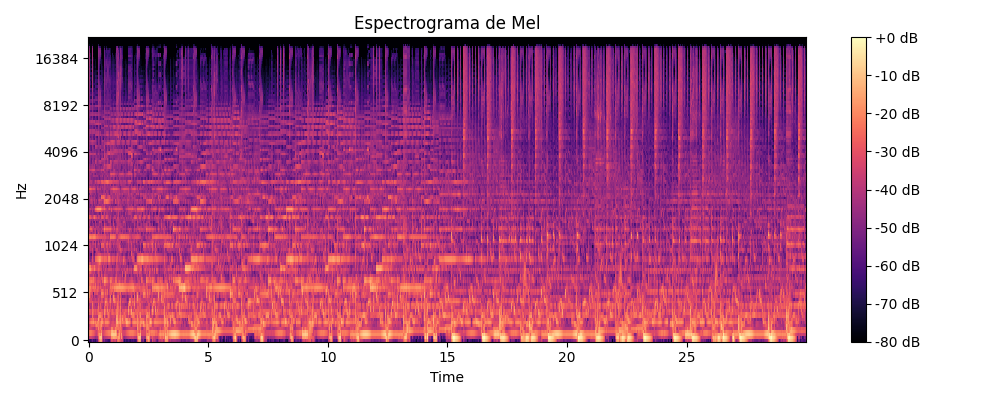 Espectrograma de Mel
Hz
16384
8192
4096
2048
1024
512
0
0 5 10 15 20 25
Time
+0 dB
-10 dB
-20 dB
-30 dB
-40 dB
-50 dB
-60 dB
-70 dB
-80 dB